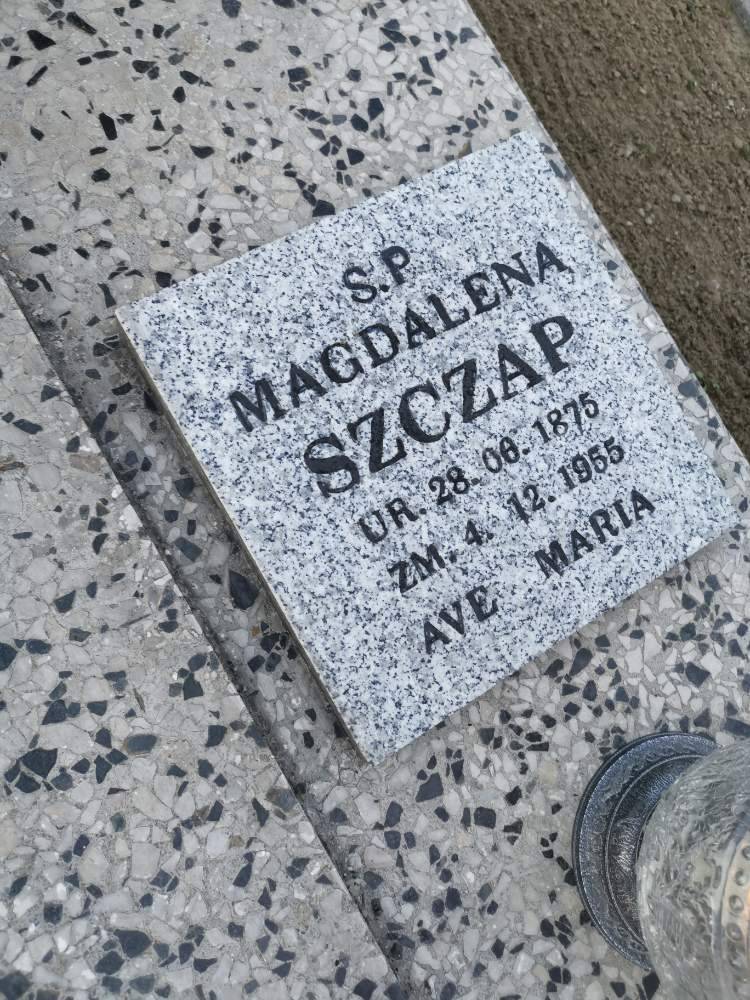 S.P
MAGDALENA
SZCZAP
UR. 28. 06. 1875
ZM. 4. 12. 1955
AVE MARIA